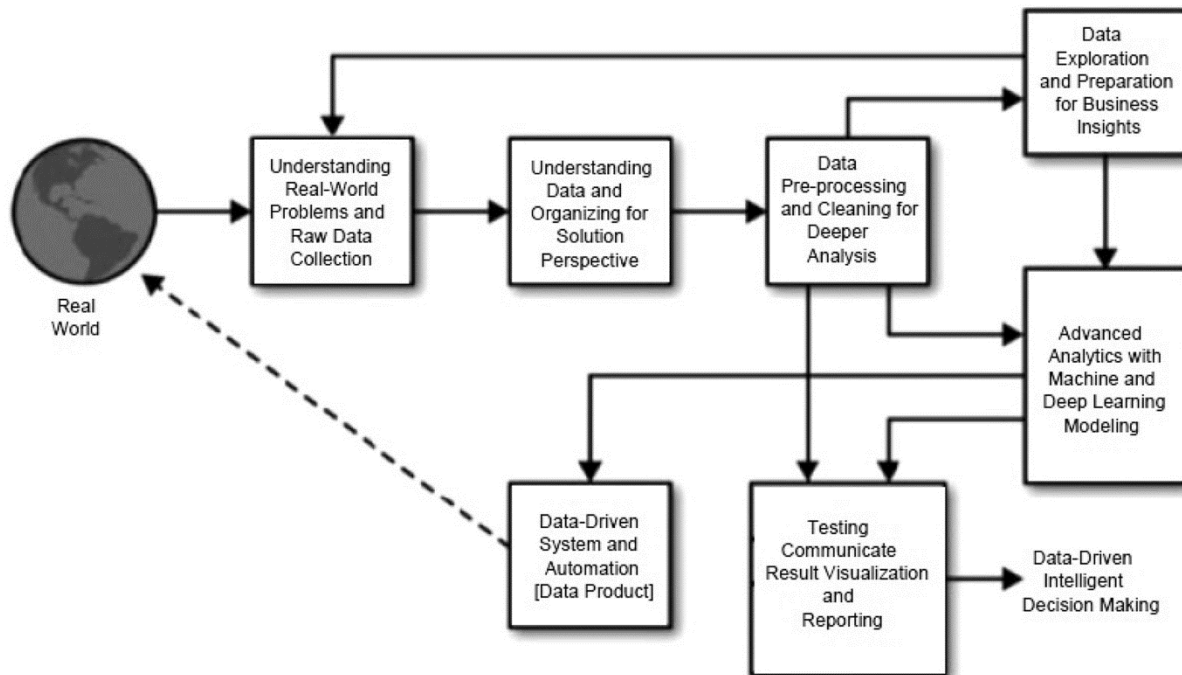 Data
Exploration
and Preparation
for Business
Insights
Understanding
Real-World
Problems and
Raw Data
Collection
Understanding
Data and
Organizing for
Solution
Perspective
Data
Pre-processing
and Cleaning for
Deeper
Analysis
Real
World
Advanced
Analytics with
Machine and
Deep Learning
Modeling
Data-Driven
System and
Automation
[Data Product]
Testing
Communicate
Result Visualization
and
Reporting
Data-Driven
Intelligent
Decision Making